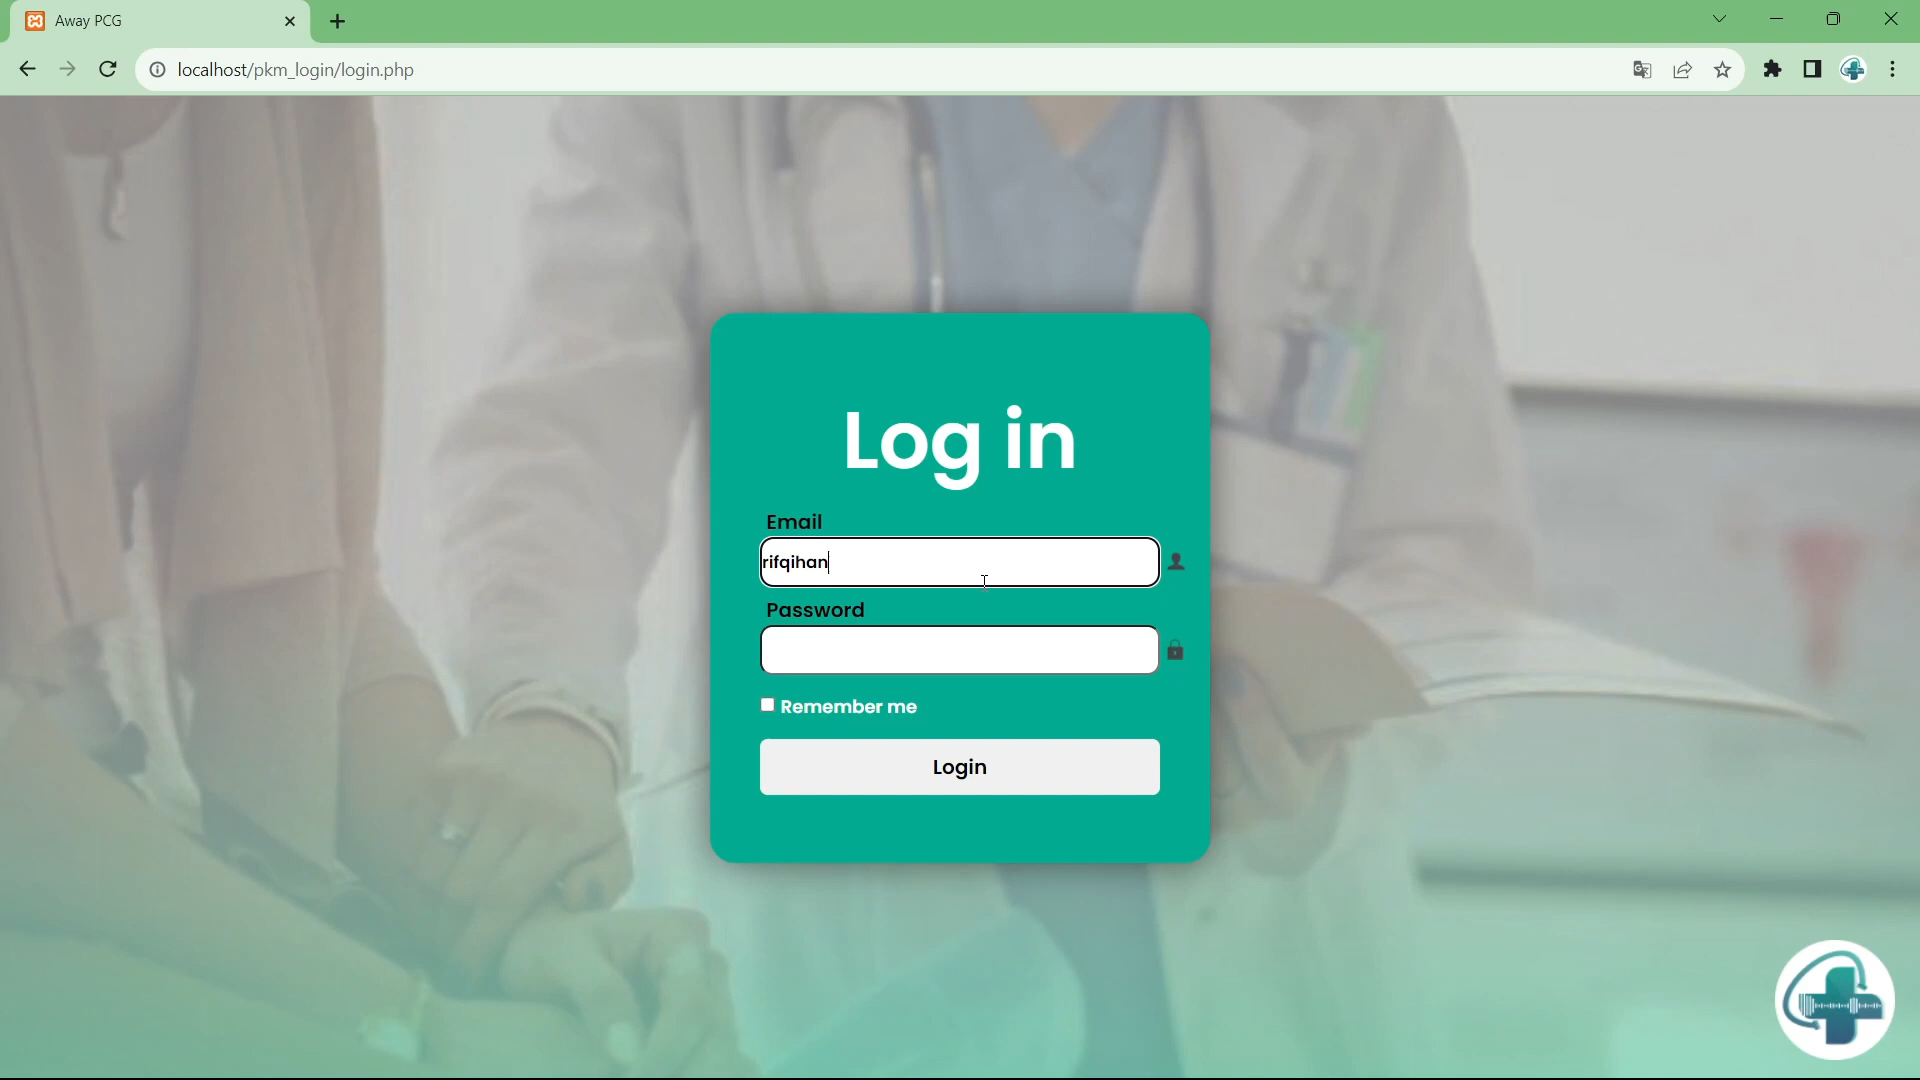 Away PCG
localhost/pkm_login/login.php
Log in
Email
rifqihan
Password
Remember me
Login